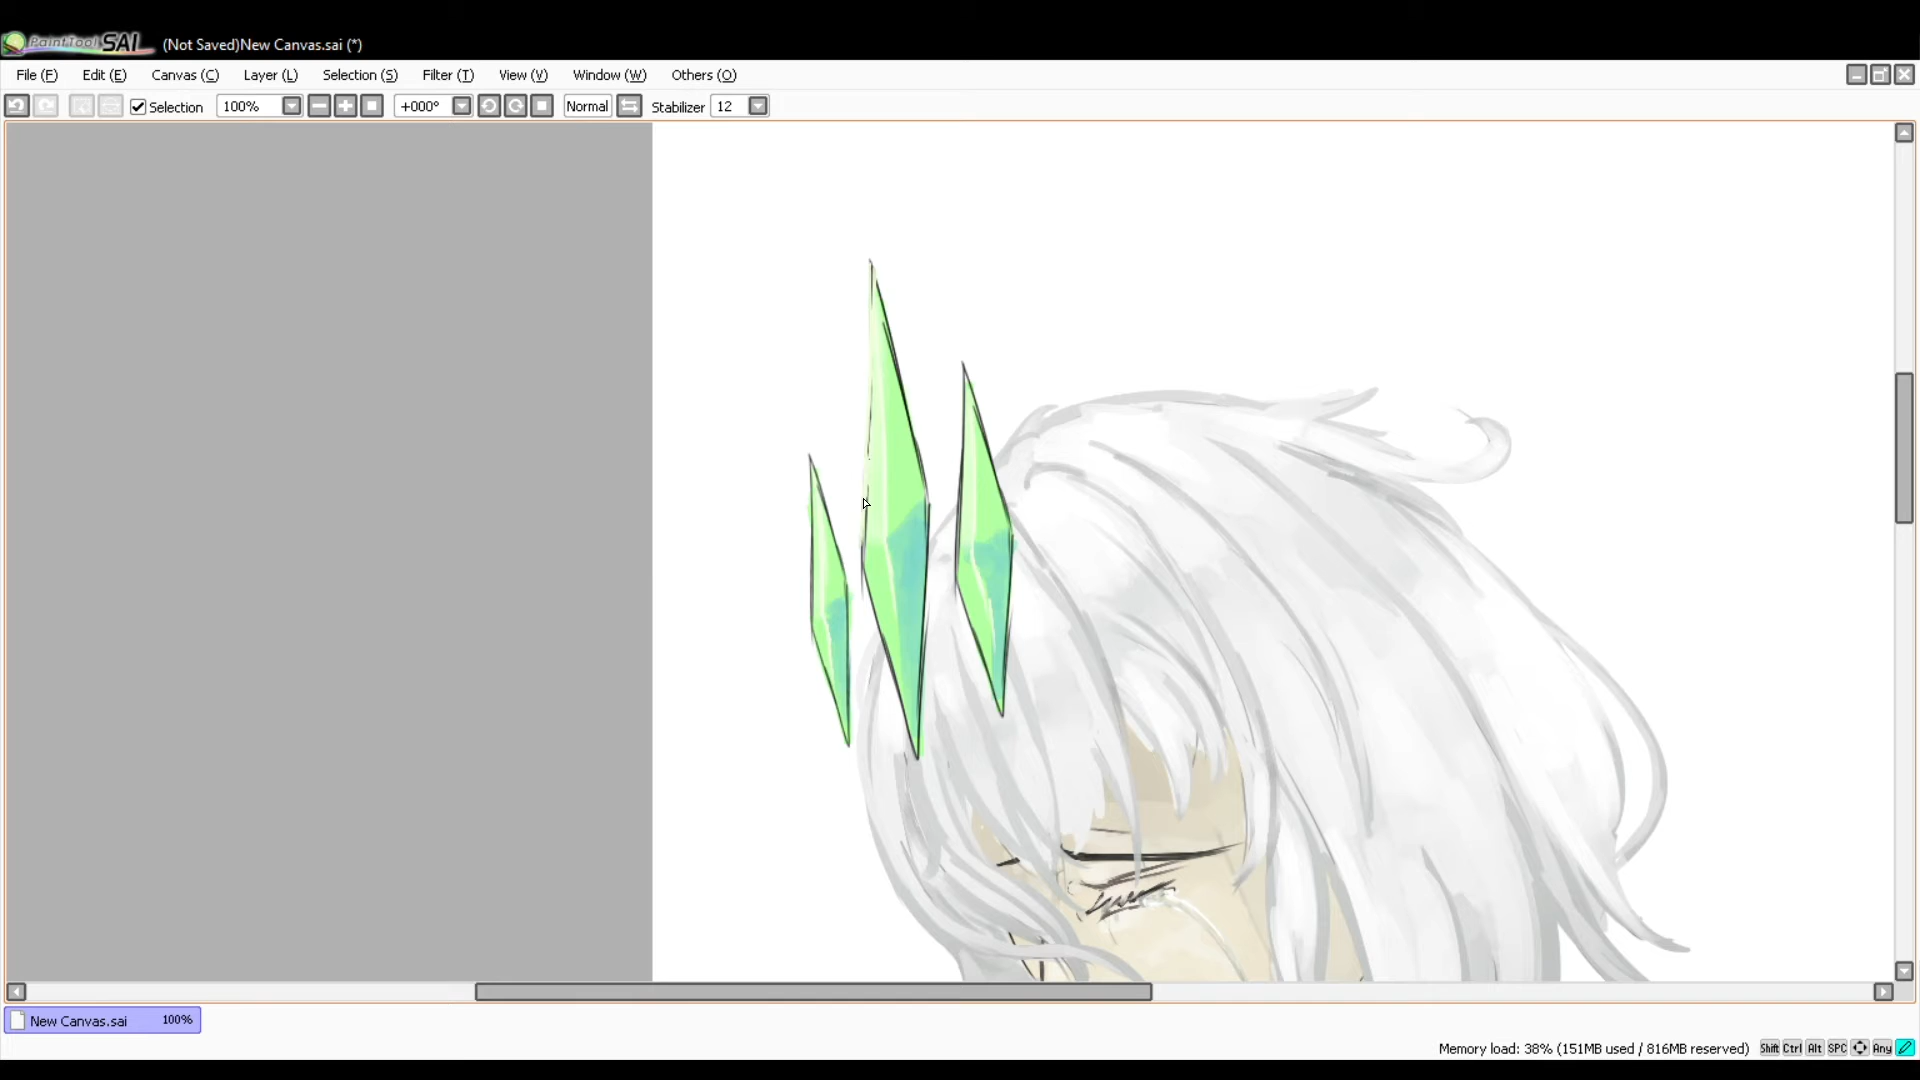 PaintTool SAI (Not Saved)New Canvas.sai (*)
File (F) Edit (E) Canvas (C) Layer (L) Selection (S) Filter (T) View (V) Window (W) Others (O)
Selection 100% +000° Normal Stabilizer 12
New Canvas.sai 100%
Memory load: 38% (151MB used / 816MB reserved) Shift Ctrl Alt SPC Any